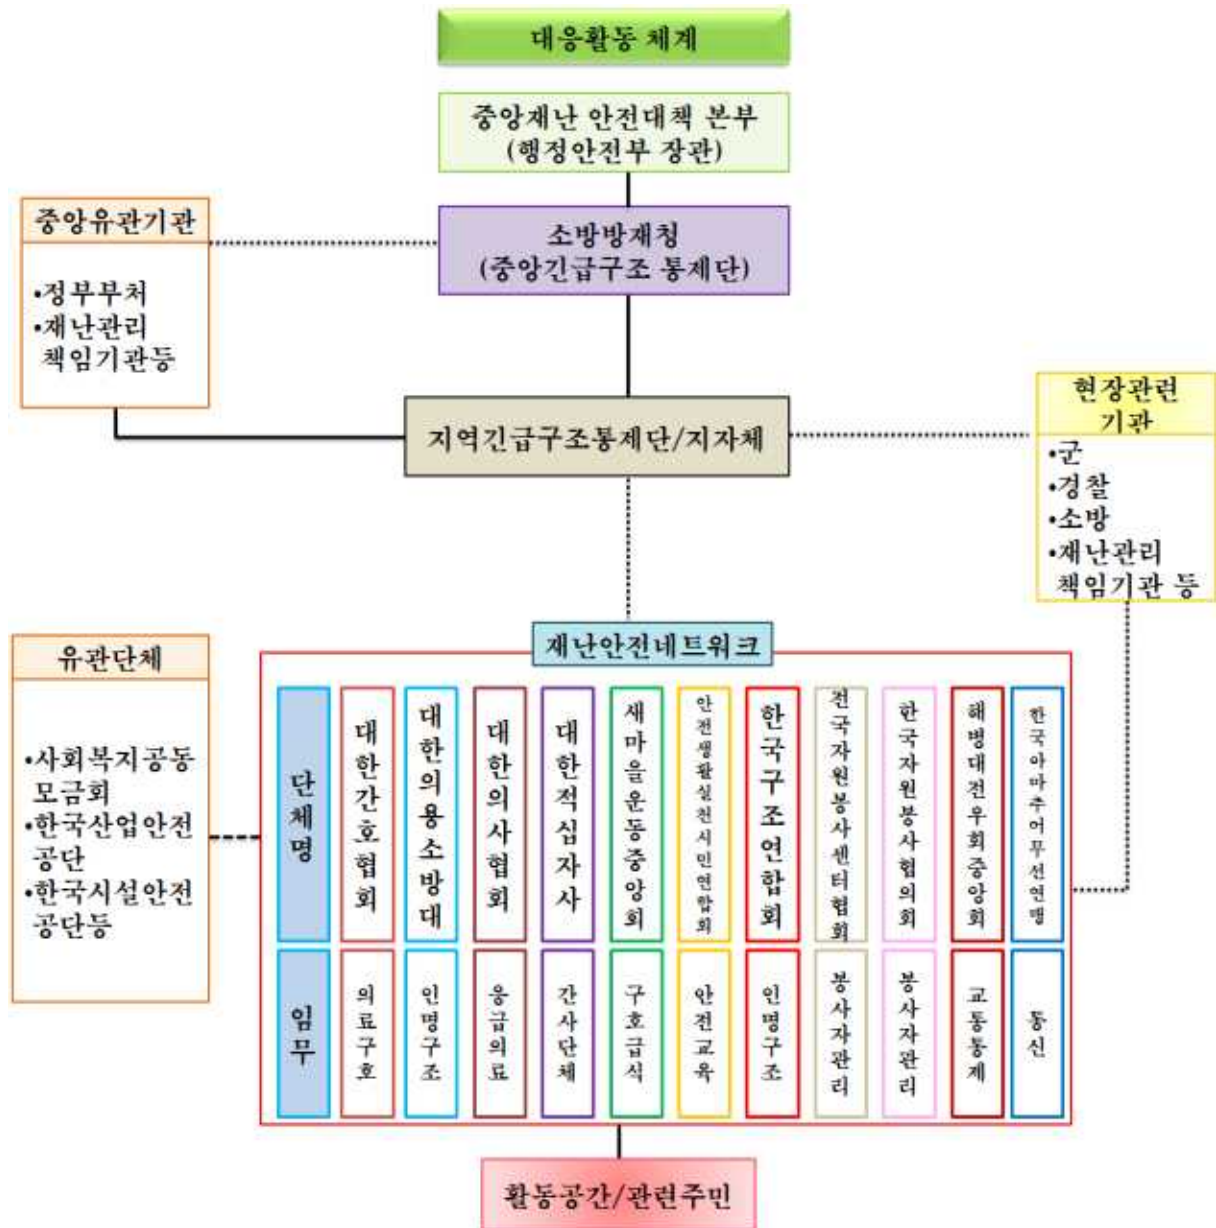 대응활동 체계
중앙재난 안전대책 본부
(행정안전부 장관)
중앙유관기관
•정부부처
•재난관리
책임기관등
소방방재청
(중앙긴급구조 통제단)
지역긴급구조통제단/지자체
현장관련
기관
•군
•경찰
•소방
•재난관리
책임기관 등
유관단체
•사회복지공동
모금회
•한국산업안전
공단
•한국시설안전
공단등
재난안전네트워크
단체명
대한간호협회
대한의용소방대
대한의사협회
대한적십자사
새마을운동중앙회
안전생활실천시민연합회
한국구조연합회
전국자원봉사센터협회
한국자원봉사협의회
해병대전우회중앙회
한국아마추어무선연맹
임무
의료구호
인명구조
응급의료
간사단체
구호급식
안전교육
인명구조
봉사자관리
봉사자관리
교통통제
통신
활동공간/관련주민